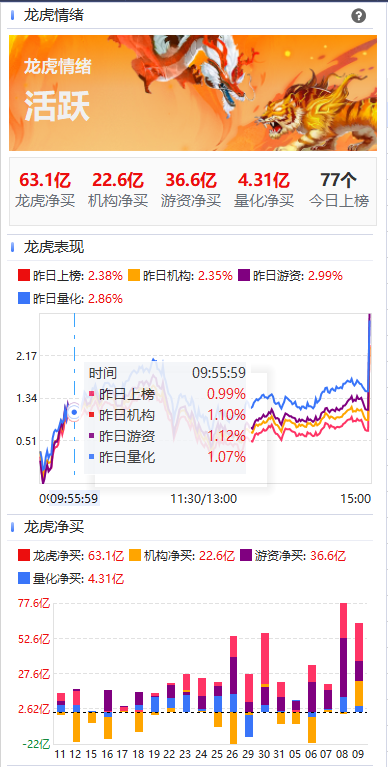 龙虎情绪
?
龙虎情绪
活跃
63.1亿 22.6亿 36.6亿 4.31亿 77个
龙虎净买 机构净买 游资净买 量化净买 今日上榜
龙虎表现
昨日上榜: 2.38% 昨日机构: 2.35% 昨日游资: 2.99%
昨日量化: 2.86%
2.17
1.34
0.51
时间 09:55:59
昨日上榜 0.99%
昨日机构 1.10%
昨日游资 1.12%
昨日量化 1.07%
09:55:59 11:30/13:00 15:00
龙虎净买
龙虎净买: 63.1亿 机构净买: 22.6亿 游资净买: 36.6亿
量化净买: 4.31亿
77.6亿
52.6亿
27.6亿
2.62亿
-22亿
11 12 15 16 17 18 19 22 23 24 25 26 29 30 31 05 06 07 08 09